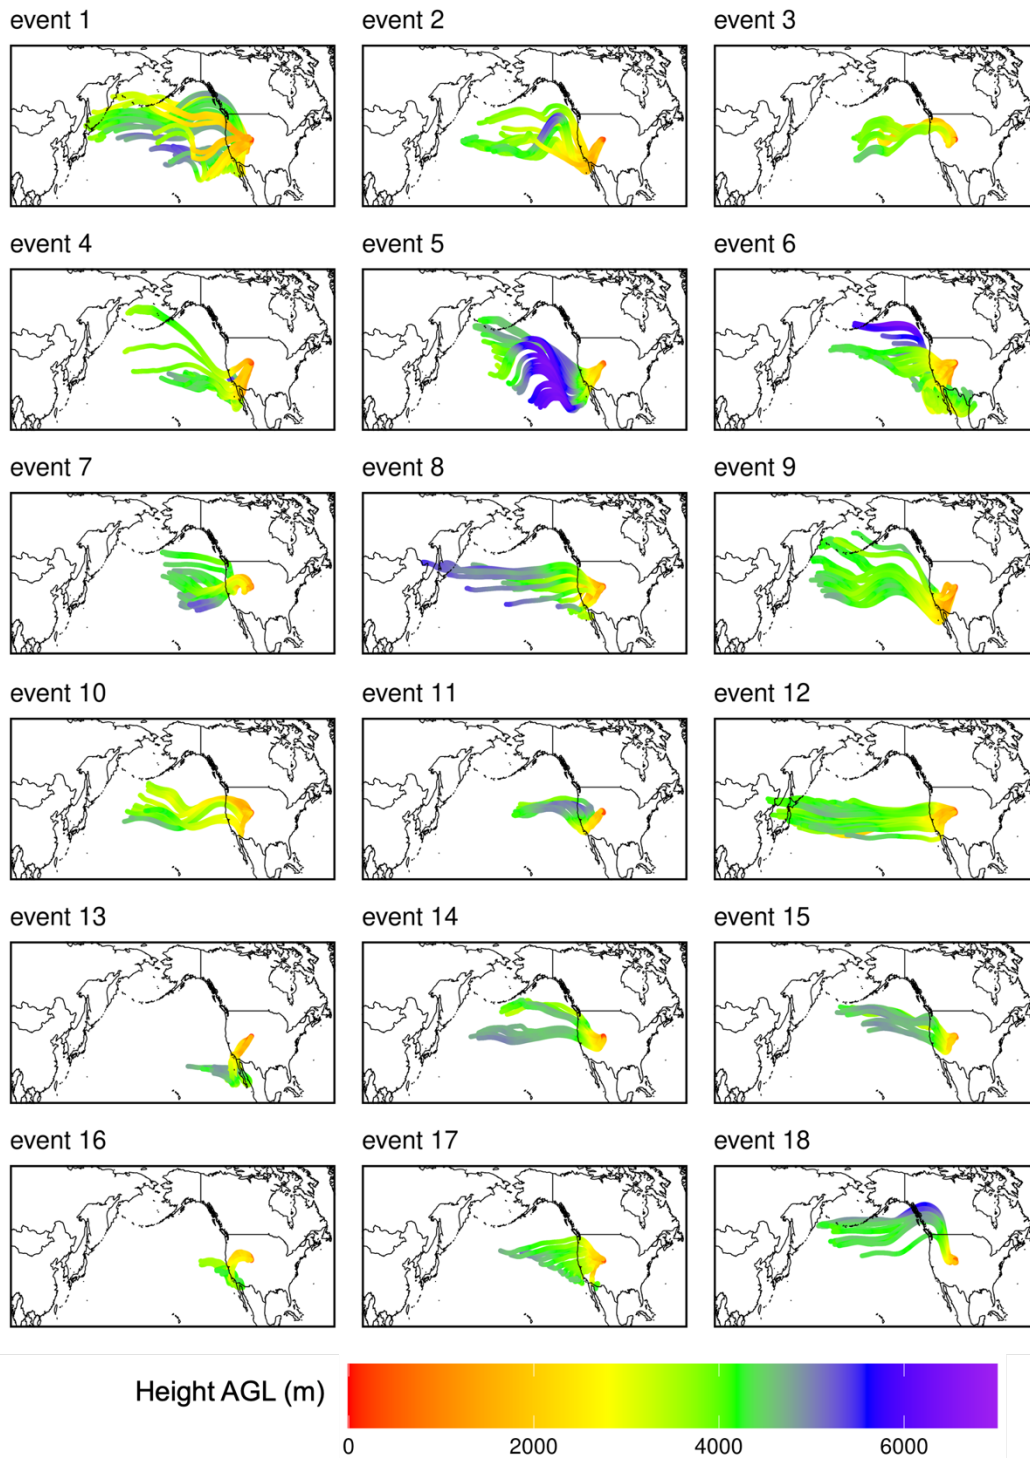 event 1
event 2
event 3
event 4
event 5
event 6
event 7
event 8
event 9
event 10
event 11
event 12
event 13
event 14
event 15
event 16
event 17
event 18
Height AGL (m)
0 2000 4000 6000